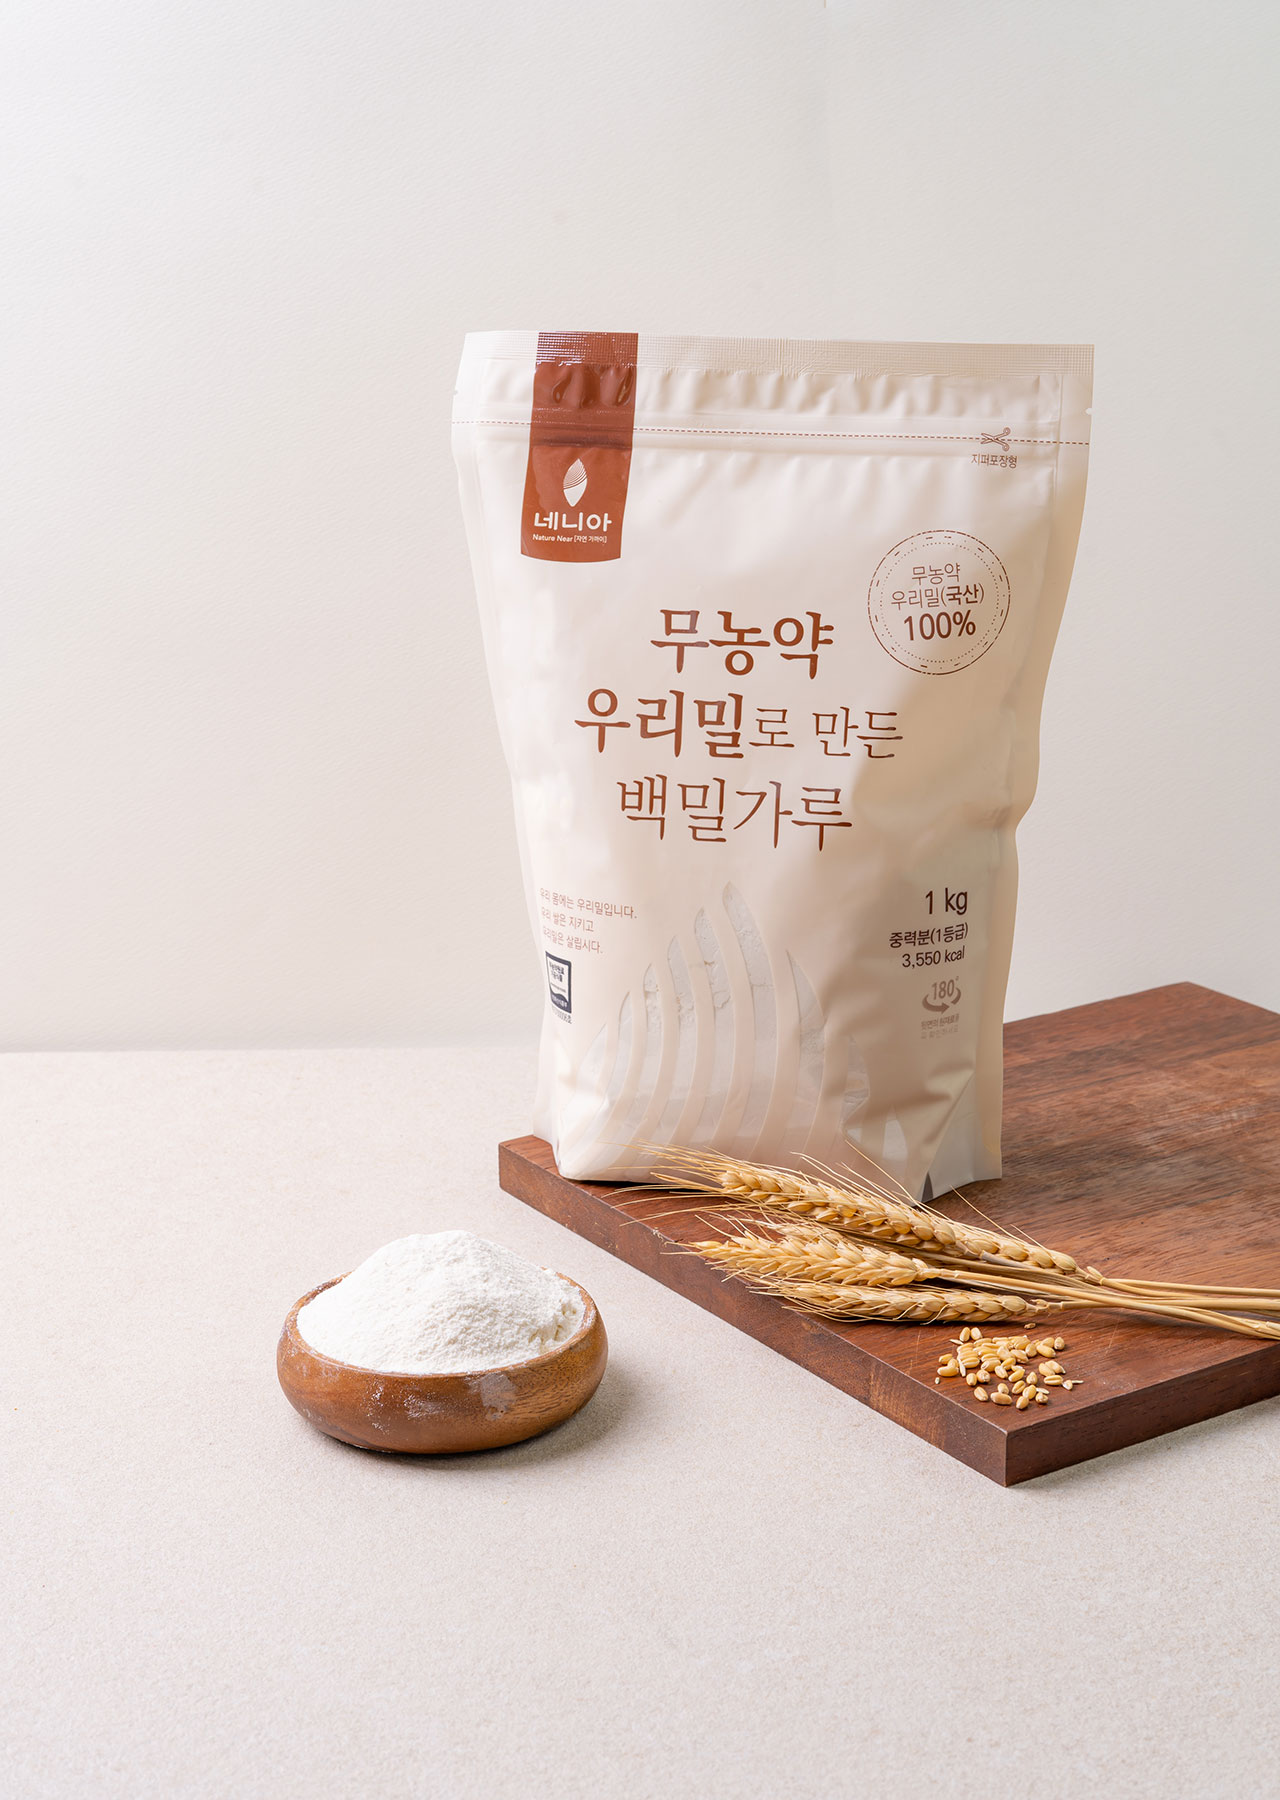 지퍼포장형
네니아
Nature Near [자연 가까이]
무농약
우리밀(국산)
100%
무농약
우리밀로 만든
백밀가루
우리 몸에는 우리밀입니다.
우리 쌀은 지키고
우리밀은 살립시다.
1 kg
중력분(1등급)
3,550 kcal
180°